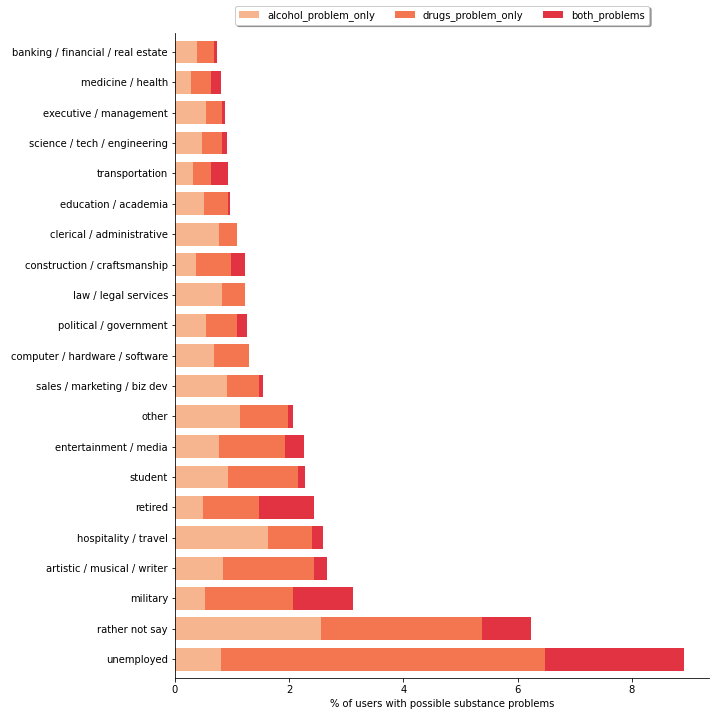 alcohol_problem_only drugs_problem_only both_problems
banking / financial / real estate
medicine / health
executive / management
science / tech / engineering
transportation
education / academia
clerical / administrative
construction / craftsmanship
law / legal services
political / government
computer / hardware / software
sales / marketing / biz dev
other
entertainment / media
student
retired
hospitality / travel
artistic / musical / writer
military
rather not say
unemployed
0 2 4 6 8
% of users with possible substance problems